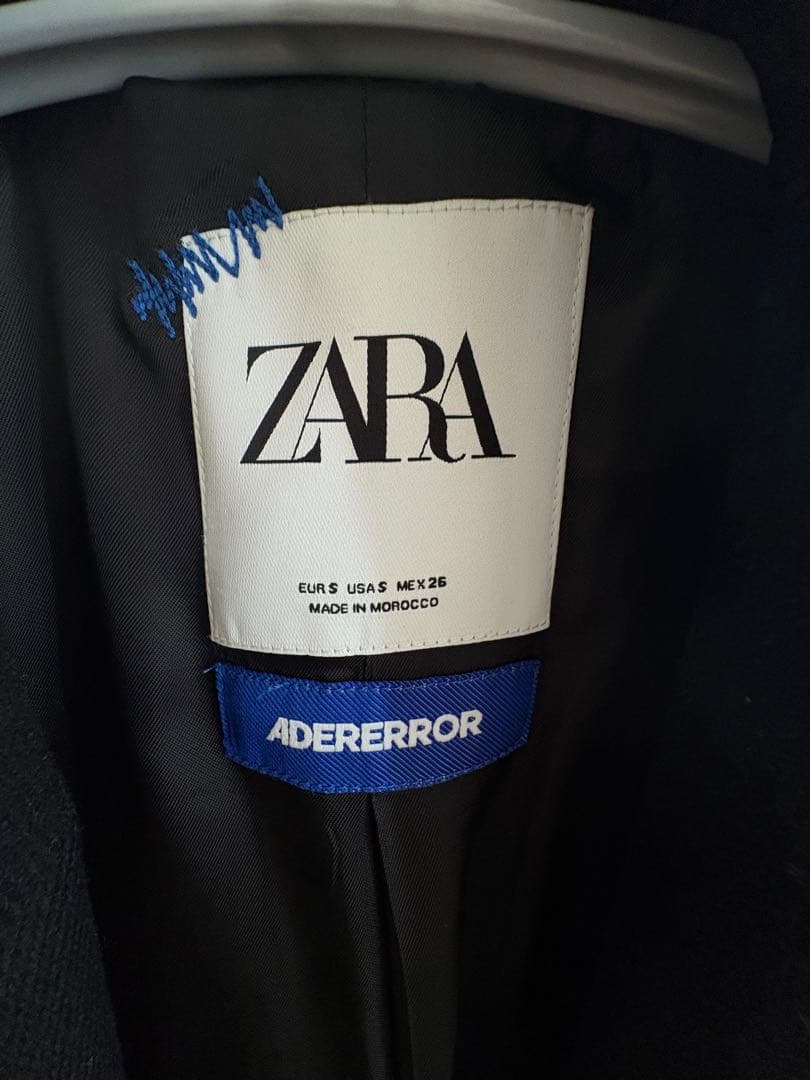 ZARA
EUR S USA S MEX 26
MADE IN MOROCCO
ADERERROR